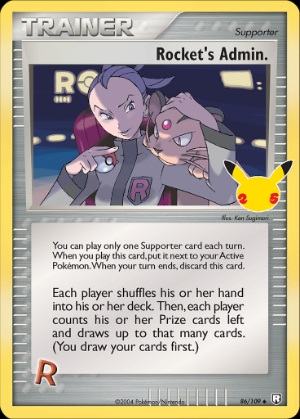 TRAINER
Supporter
Rocket's Admin.
R
R
25
Illus. Ken Sugimori
You can play only one Supporter card each turn.
When you play this card, put it next to your Active
Pokémon. When your turn ends, discard this card.
Each player shuffles his or her hand
into his or her deck. Then, each player
counts his or her Prize cards left
and draws up to that many cards.
(You draw your cards first.)
R
©2004 Pokémon/Nintendo
86/109
R